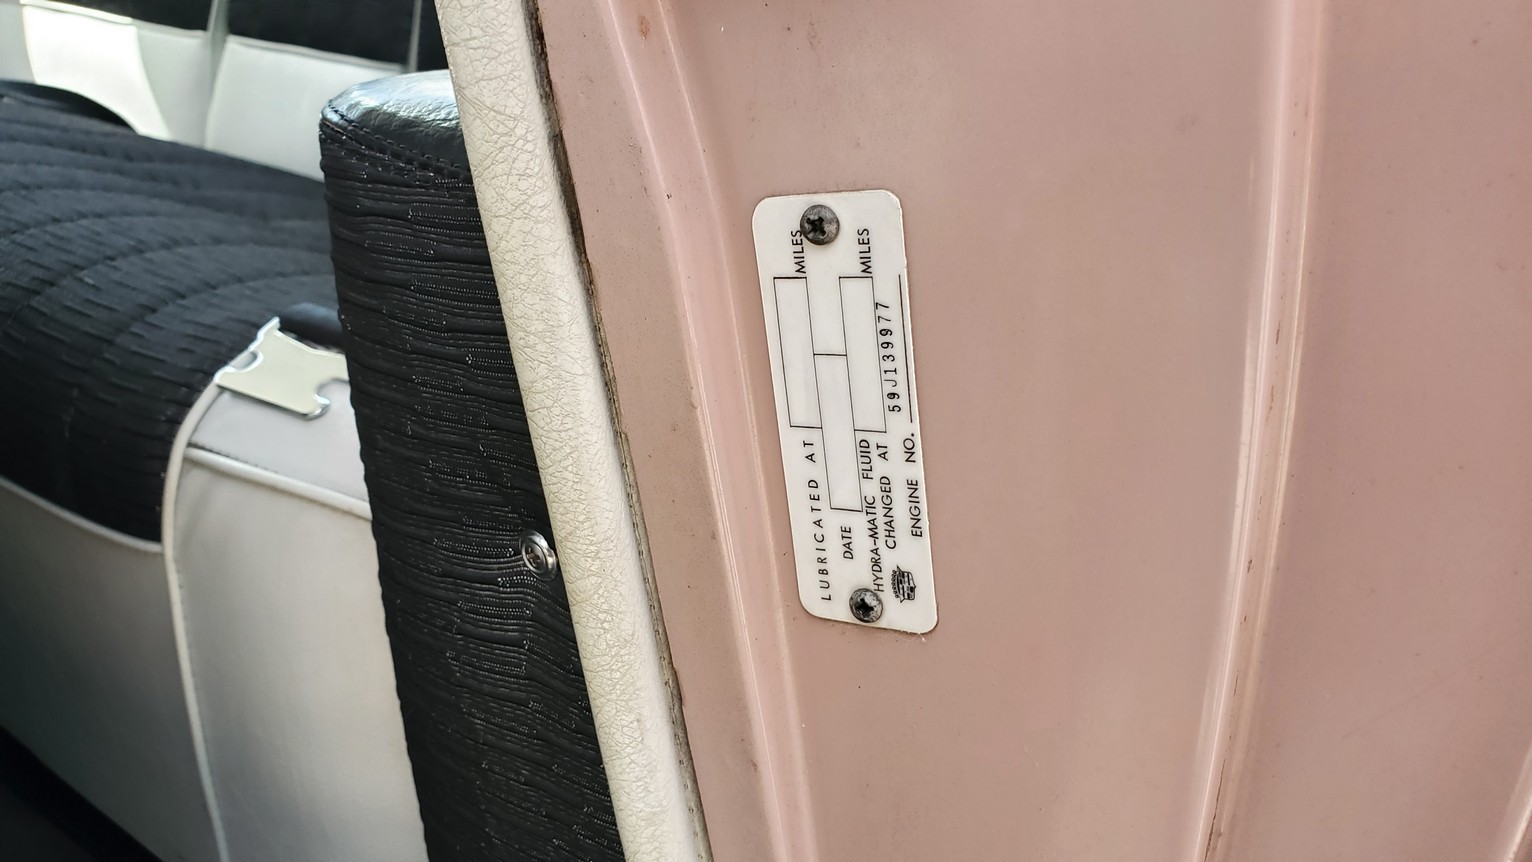 LUBRICATED AT MILES
DATE
HYDRA-MATIC FLUID
CHANGED AT MILES
ENGINE NO. 59J139977